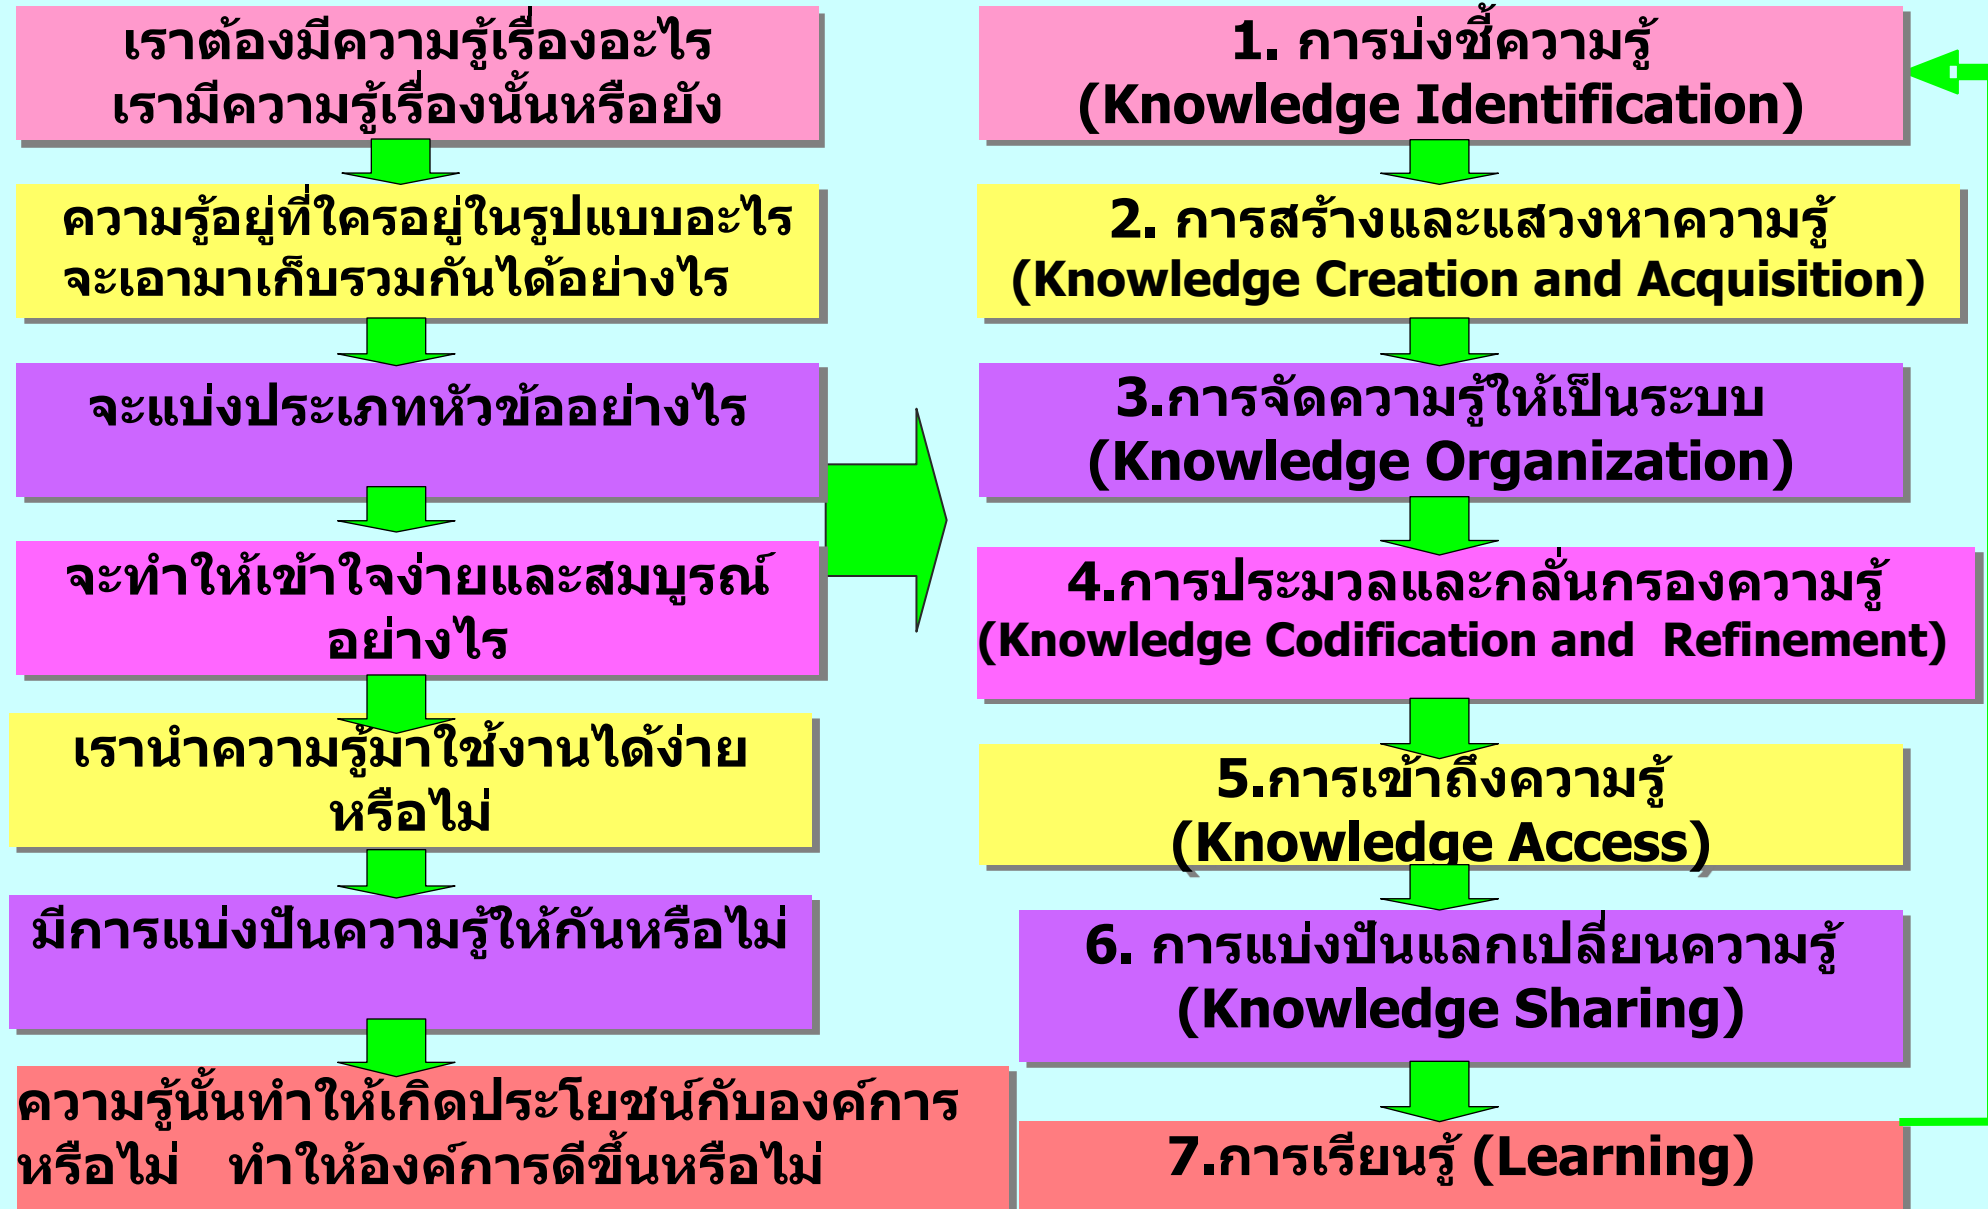 เราต้องมีความรู้เรื่องอะไร
เรามีความรู้เรื่องนั้นหรือยัง
ความรู้อยู่ที่ใครอยู่ในรูปแบบอะไร
จะเอามาเก็บรวมกันได้อย่างไร
จะแบ่งประเภทหัวข้ออย่างไร
จะทำให้เข้าใจง่ายและสมบูรณ์
อย่างไร
เรานำความรู้มาใช้งานได้ง่าย
หรือไม่
มีการแบ่งปันความรู้ให้กันหรือไม่
ความรู้นั้นทำให้เกิดประโยชน์กับองค์การ
หรือไม่ ทำให้องค์การดีขึ้นหรือไม่
1. การบ่งชี้ความรู้
(Knowledge Identification)
2. การสร้างและแสวงหาความรู้
(Knowledge Creation and Acquisition)
3.การจัดความรู้ให้เป็นระบบ
(Knowledge Organization)
4.การประมวลและกลั่นกรองความรู้
(Knowledge Codification and Refinement)
5.การเข้าถึงความรู้
(Knowledge Access)
6. การแบ่งปันแลกเปลี่ยนความรู้
(Knowledge Sharing)
7.การเรียนรู้ (Learning)